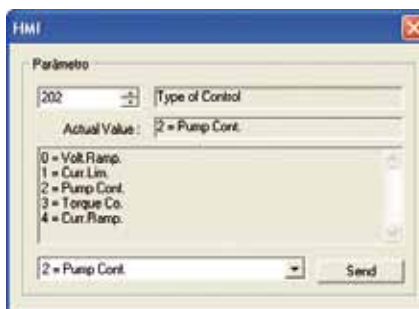 HMI
Parâmetro
202 Type of Control
Actual Value : 2 = Pump Cont.
0 = Volt.Ramp.
1 = Curr.Lim.
2 = Pump Cont.
3 = Torque Co.
4 = Curr.Ramp.
2 = Pump Cont. Send